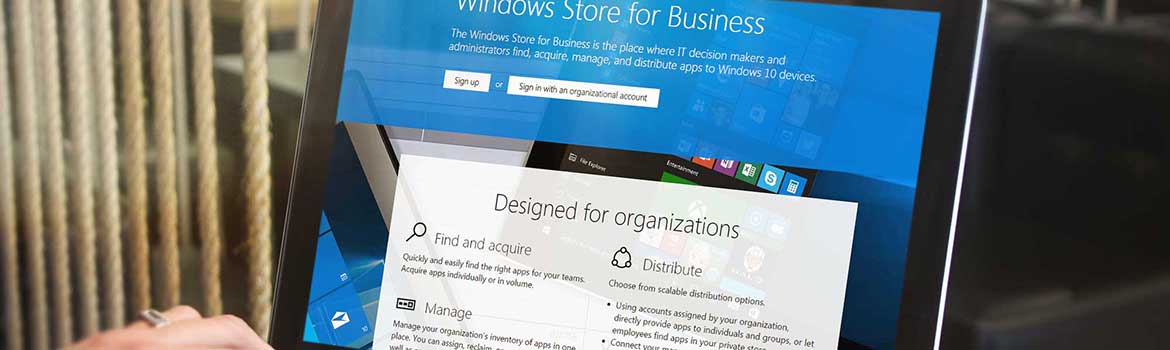 Windows Store for Business
The Windows Store for Business is the place where IT decision makers and
administrators find, acquire, manage, and distribute apps to Windows 10 devices.
Sign up or Sign in with an organizational account
File Explorer
Entertainment
Designed for organizations
Find and acquire
Quickly and easily find the right apps for your teams.
Acquire apps individually or in volume.
Manage
Manage your organization's inventory of apps in one
place. You can assign, reclaim,
well as
Distribute
Choose from scalable distribution options.
• Using accounts assigned by your organization,
directly provide apps to individuals and groups, or let
employees find apps in your private store.
• Connect your
10